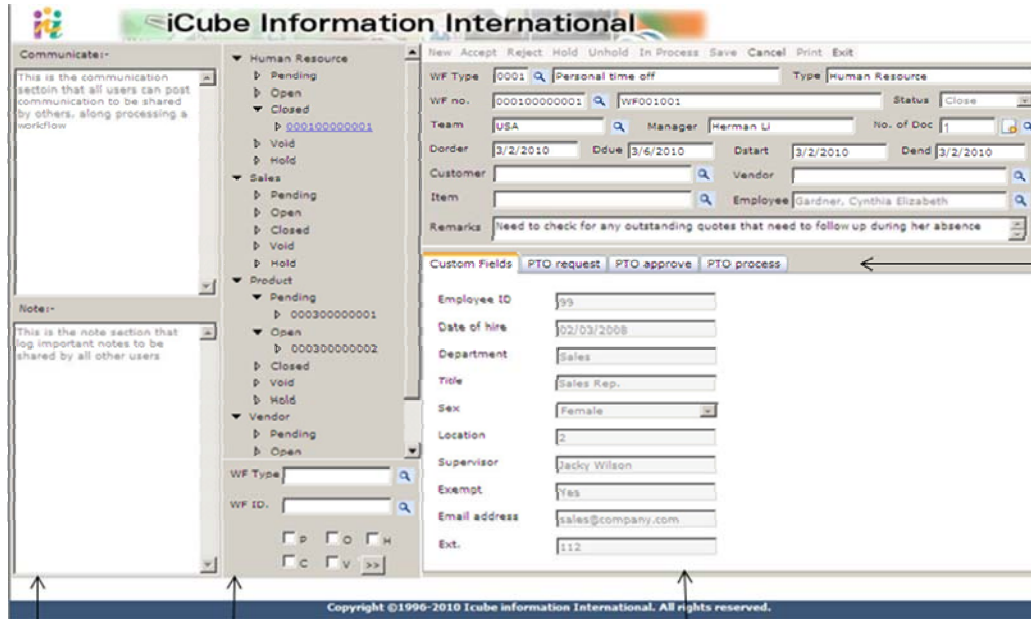 iCube Information International
Communicate:-
This is the communication
sectoin that all users can post
communication to be shared
by others, along processing a
workflow
Note:-
This is the note section that
log important notes to be
shared by all other users
Human Resource
Pending
Open
Closed
000100000001
Void
Hold
Sales
Pending
Open
Closed
Void
Hold
Product
Pending
000300000001
Open
000300000002
Closed
Void
Hold
Vendor
Pending
Open
WF Type
WF ID.
P O H
C V >>
New Accept Reject Hold Unhold In Process Save Cancel Print Exit
WF Type 0001 Personal time off Type Human Resource
WF no. 000100000001 WF001001 Status Close
Team USA Manager Herman Li No. of Doc 1
Dorder 3/2/2010 Ddue 3/6/2010 Dstart 3/2/2010 Dend 3/2/2010
Customer Vendor
Item Employee Gardner, Cynthia Elizabeth
Remarks Need to check for any outstanding quotes that need to follow up during her absence
Custom Fields PTO request PTO approve PTO process
Employee ID 99
Date of hire 02/03/2008
Department Sales
Title Sales Rep.
Sex Female
Location 2
Supervisor Jacky Wilson
Exempt Yes
Email address sales@company.com
Ext. 112
Copyright ©1996-2010 Icube information International. All rights reserved.